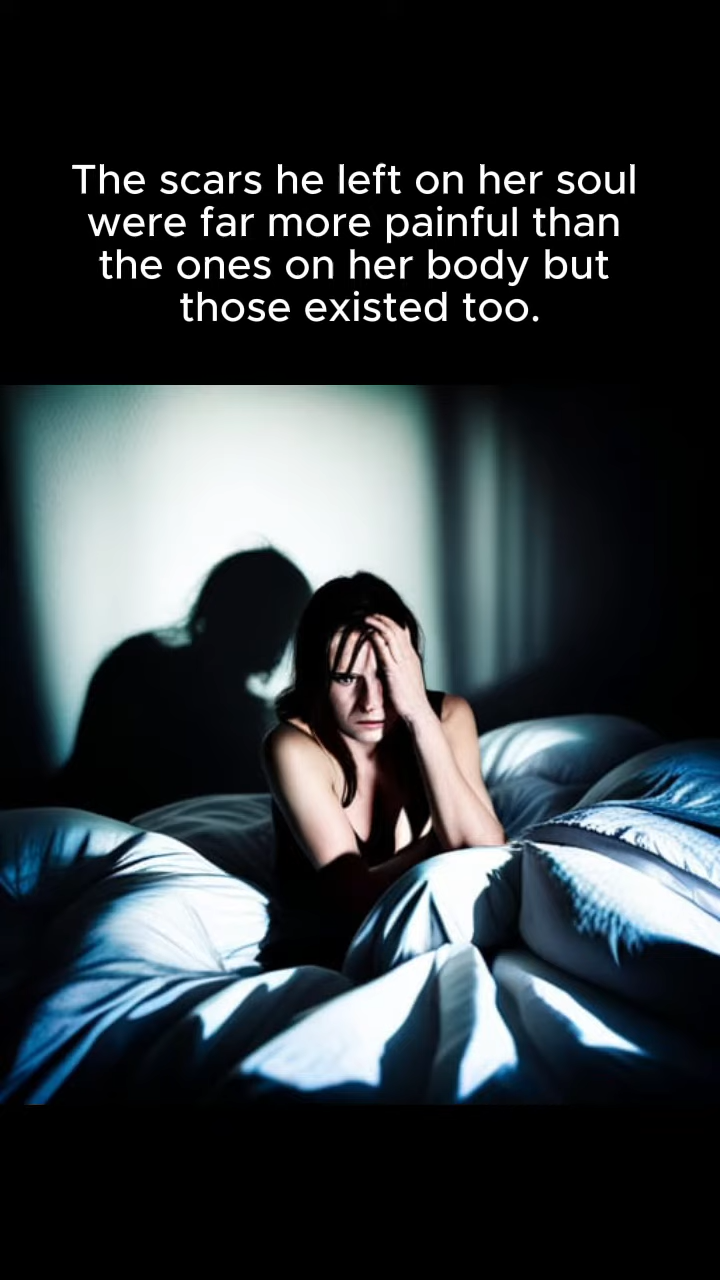 The scars he left on her soul
were far more painful than
the ones on her body but
those existed too.